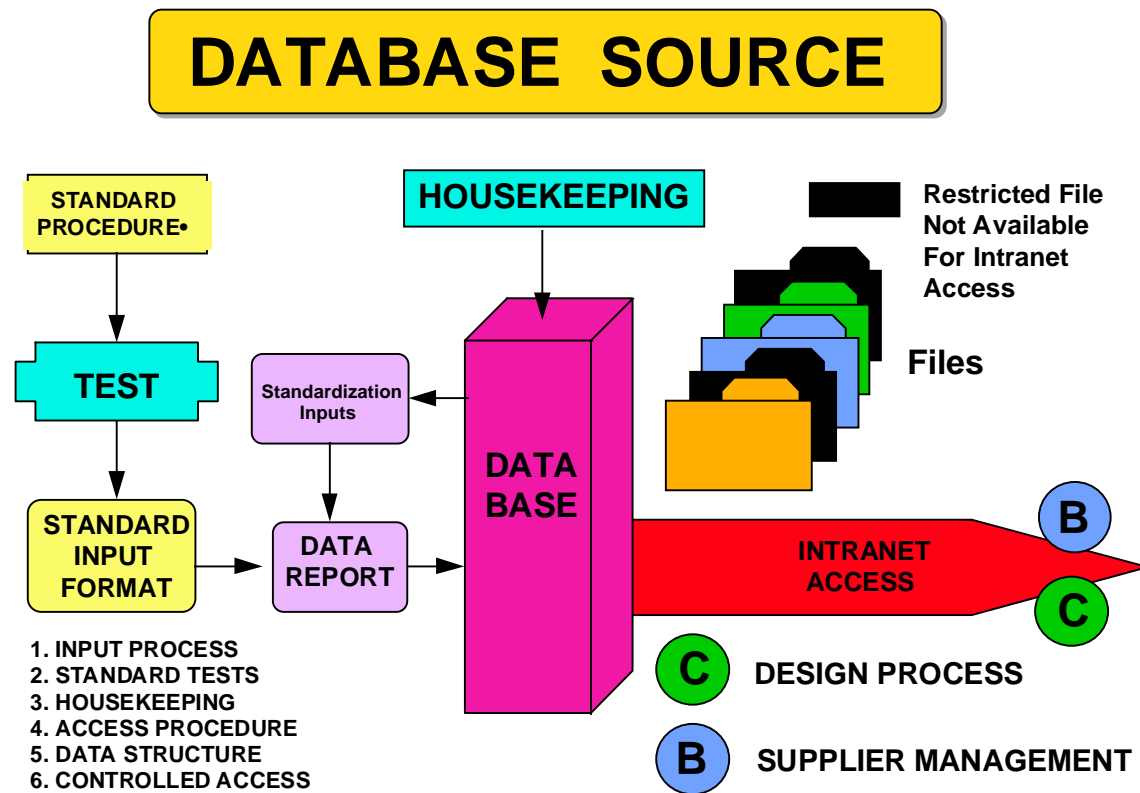 DATABASE SOURCE
STANDARD
PROCEDURE•
HOUSEKEEPING
Restricted File
Not Available
For Intranet
Access
TEST
Standardization
Inputs
Files
DATA
BASE
STANDARD
INPUT
FORMAT
DATA
REPORT
INTRANET
ACCESS
B
C
1. INPUT PROCESS
2. STANDARD TESTS
3. HOUSEKEEPING
4. ACCESS PROCEDURE
5. DATA STRUCTURE
6. CONTROLLED ACCESS
C DESIGN PROCESS
B SUPPLIER MANAGEMENT